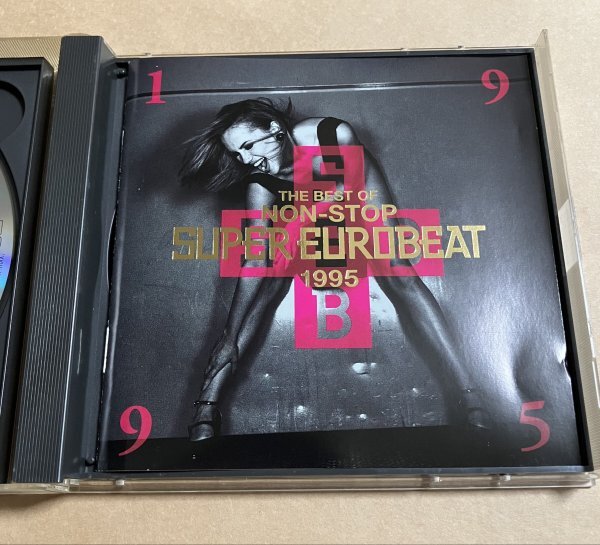 1 9
S
THE BEST OF
NON-STOP
SUPER EUROBEAT
1995
B
9 5